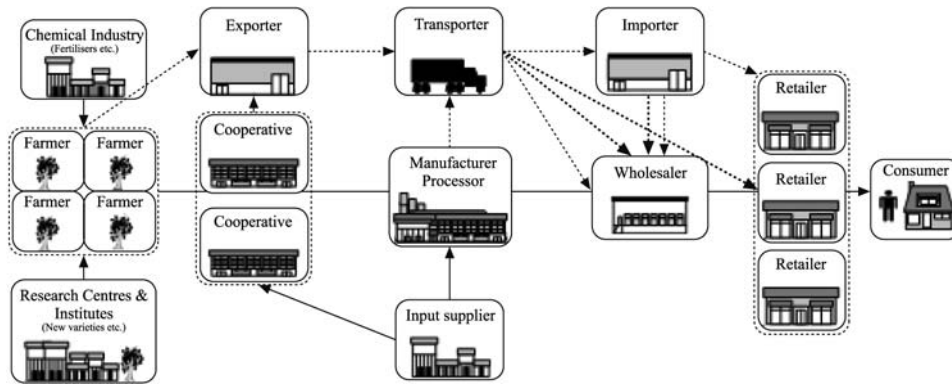 Chemical Industry
(Fertilisers etc.)
Exporter
Transporter
Importer
Retailer
Farmer
Farmer
Cooperative
Manufacturer
Processor
Wholesaler
Retailer
Consumer
Farmer
Farmer
Cooperative
Retailer
Research Centres &
Institutes
(New varieties etc.)
Input supplier